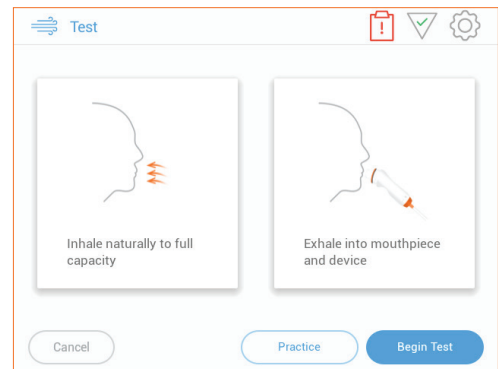 Test
Inhale naturally to full
capacity
Exhale into mouthpiece
and device
Cancel
Practice
Begin Test